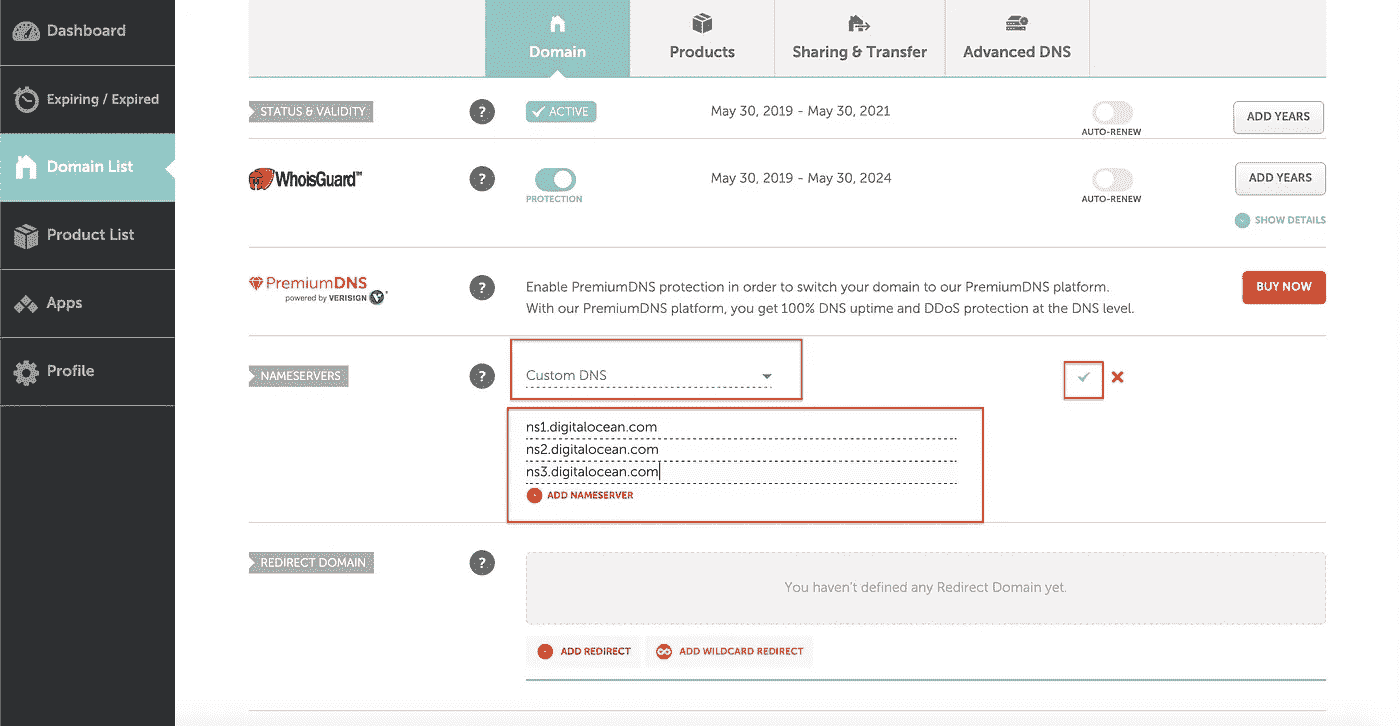 Dashboard
Expiring / Expired
Domain List
Product List
Apps
Profile
Domain
Products
Sharing & Transfer
Advanced DNS
STATUS & VALIDITY
?
ACTIVE
May 30, 2019 - May 30, 2021
AUTO-RENEW
ADD YEARS
WhoisGuard™
?
PROTECTION
May 30, 2019 - May 30, 2024
AUTO-RENEW
ADD YEARS
SHOW DETAILS
PremiumDNS
powered by VERISIGN
?
Enable PremiumDNS protection in order to switch your domain to our PremiumDNS platform.
With our PremiumDNS platform, you get 100% DNS uptime and DDoS protection at the DNS level.
BUY NOW
NAMESERVERS
?
Custom DNS
ns1.digitalocean.com
ns2.digitalocean.com
ns3.digitalocean.com
ADD NAMESERVER
REDIRECT DOMAIN
?
You haven't defined any Redirect Domain yet.
ADD REDIRECT
ADD WILDCARD REDIRECT